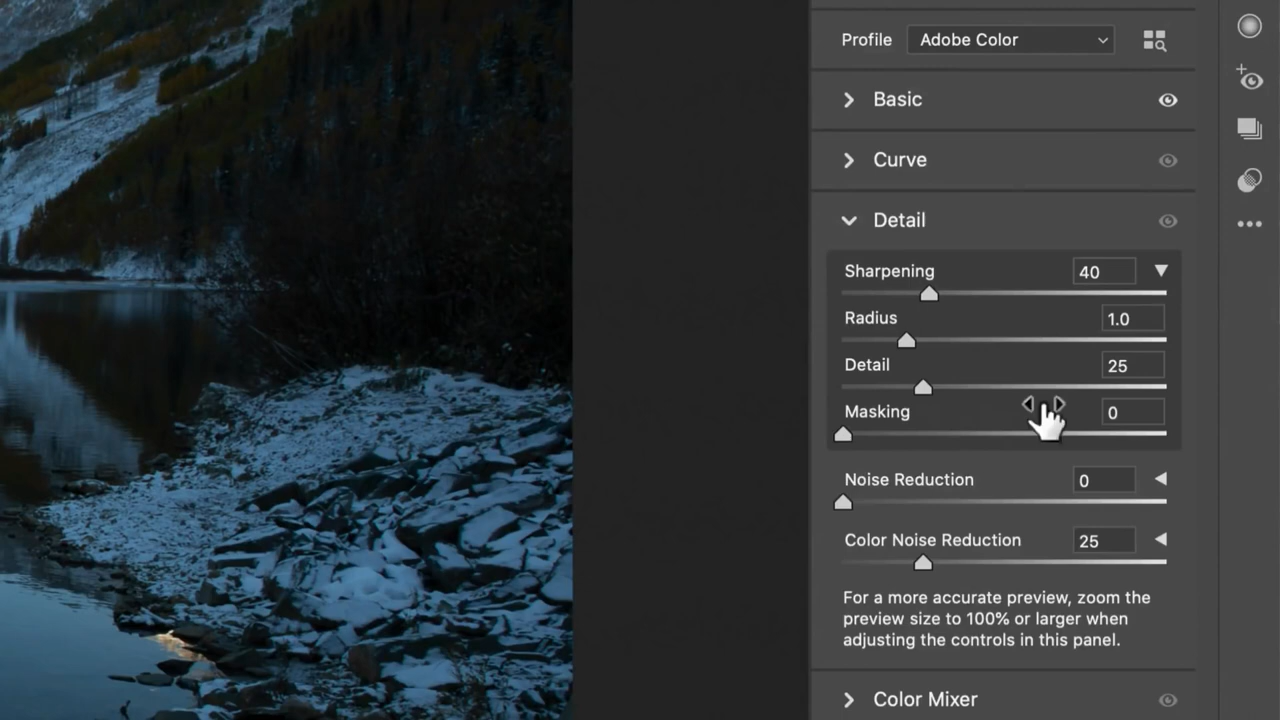 Profile Adobe Color
Basic
Curve
Detail
Sharpening 40
Radius 1.0
Detail 25
Masking 0
Noise Reduction 0
Color Noise Reduction 25
For a more accurate preview, zoom the
preview size to 100% or larger when
adjusting the controls in this panel.
Color Mixer